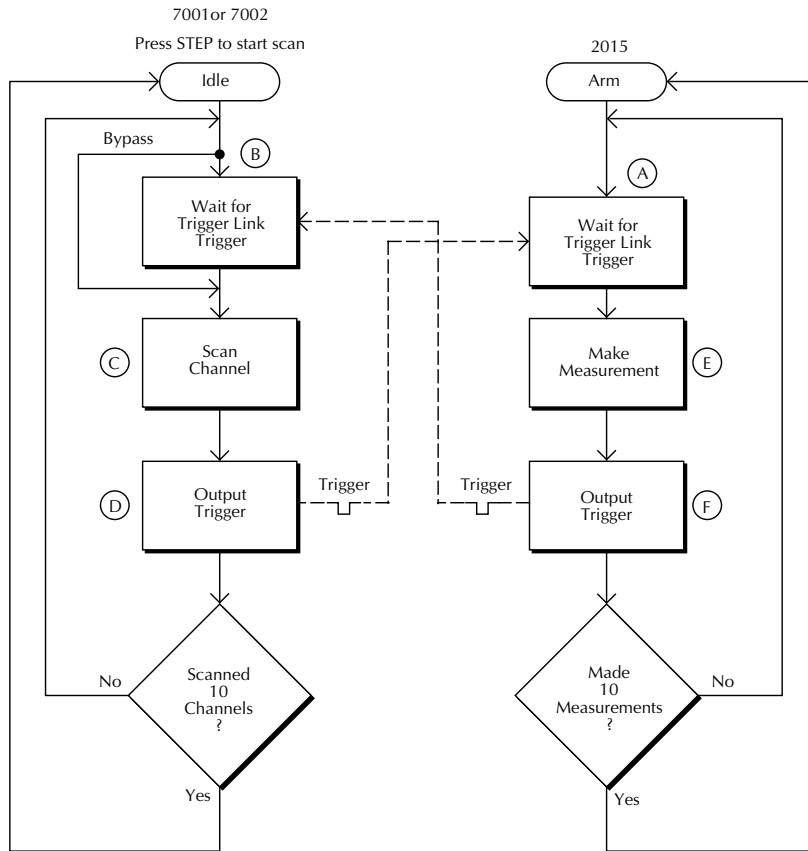 7001or 7002
Press STEP to start scan
Idle
Bypass
B
Wait for
Trigger Link
Trigger
C
Scan
Channel
D
Output
Trigger
Trigger
No
Scanned
10
Channels
?
Yes
2015
Arm
A
Wait for
Trigger Link
Trigger
Make
Measurement
E
Trigger
Output
Trigger
F
Made
10
Measurements
?
No
Yes